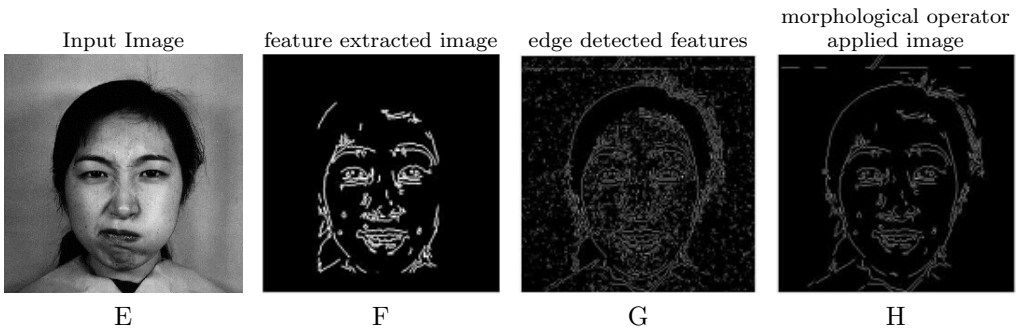 Input Image
feature extracted image
edge detected features
morphological operator
applied image
E
F
G
H